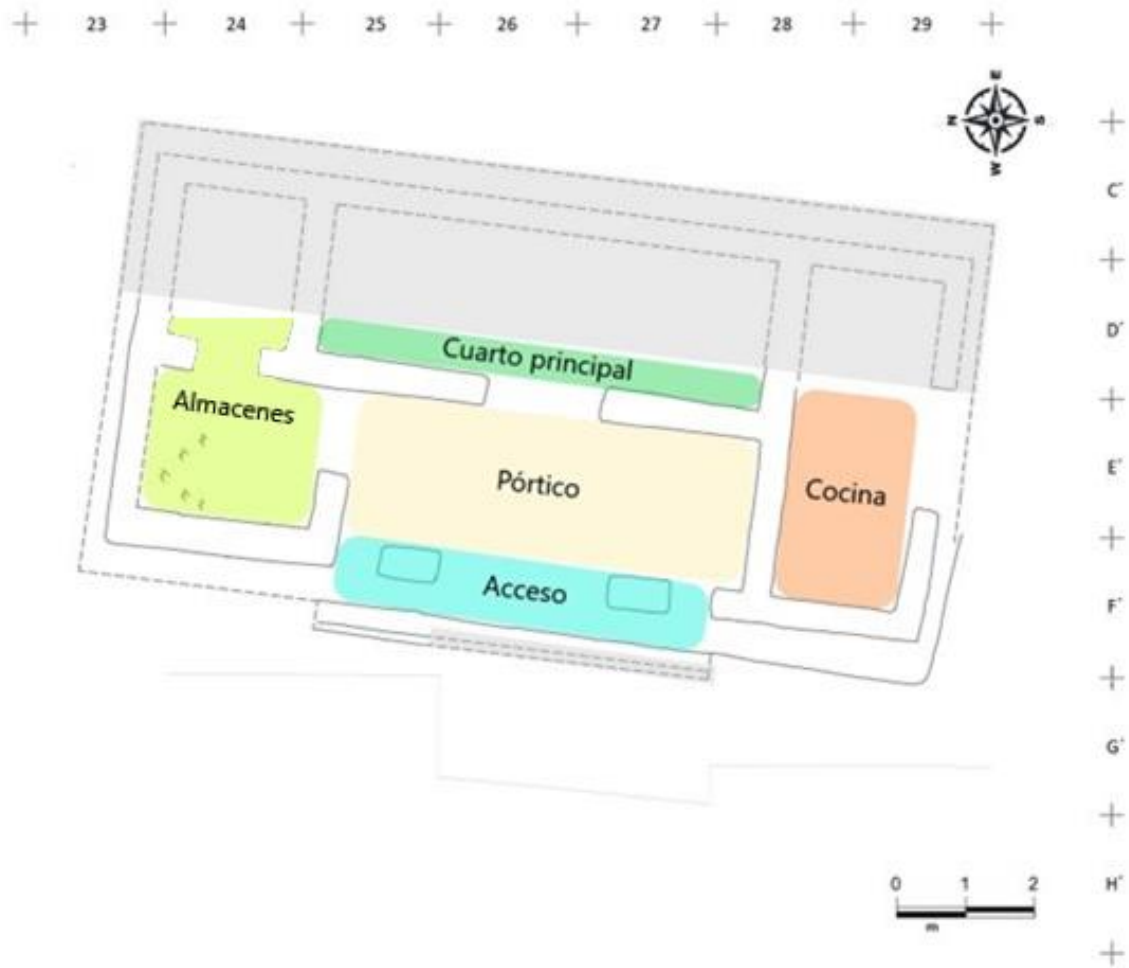 23 24 25 26 27 28 29
E
N S
W
C'
D'
Cuarto principal
Almacenes
E'
Pórtico
Cocina
Acceso
F'
G'
0 1 2
H'
m